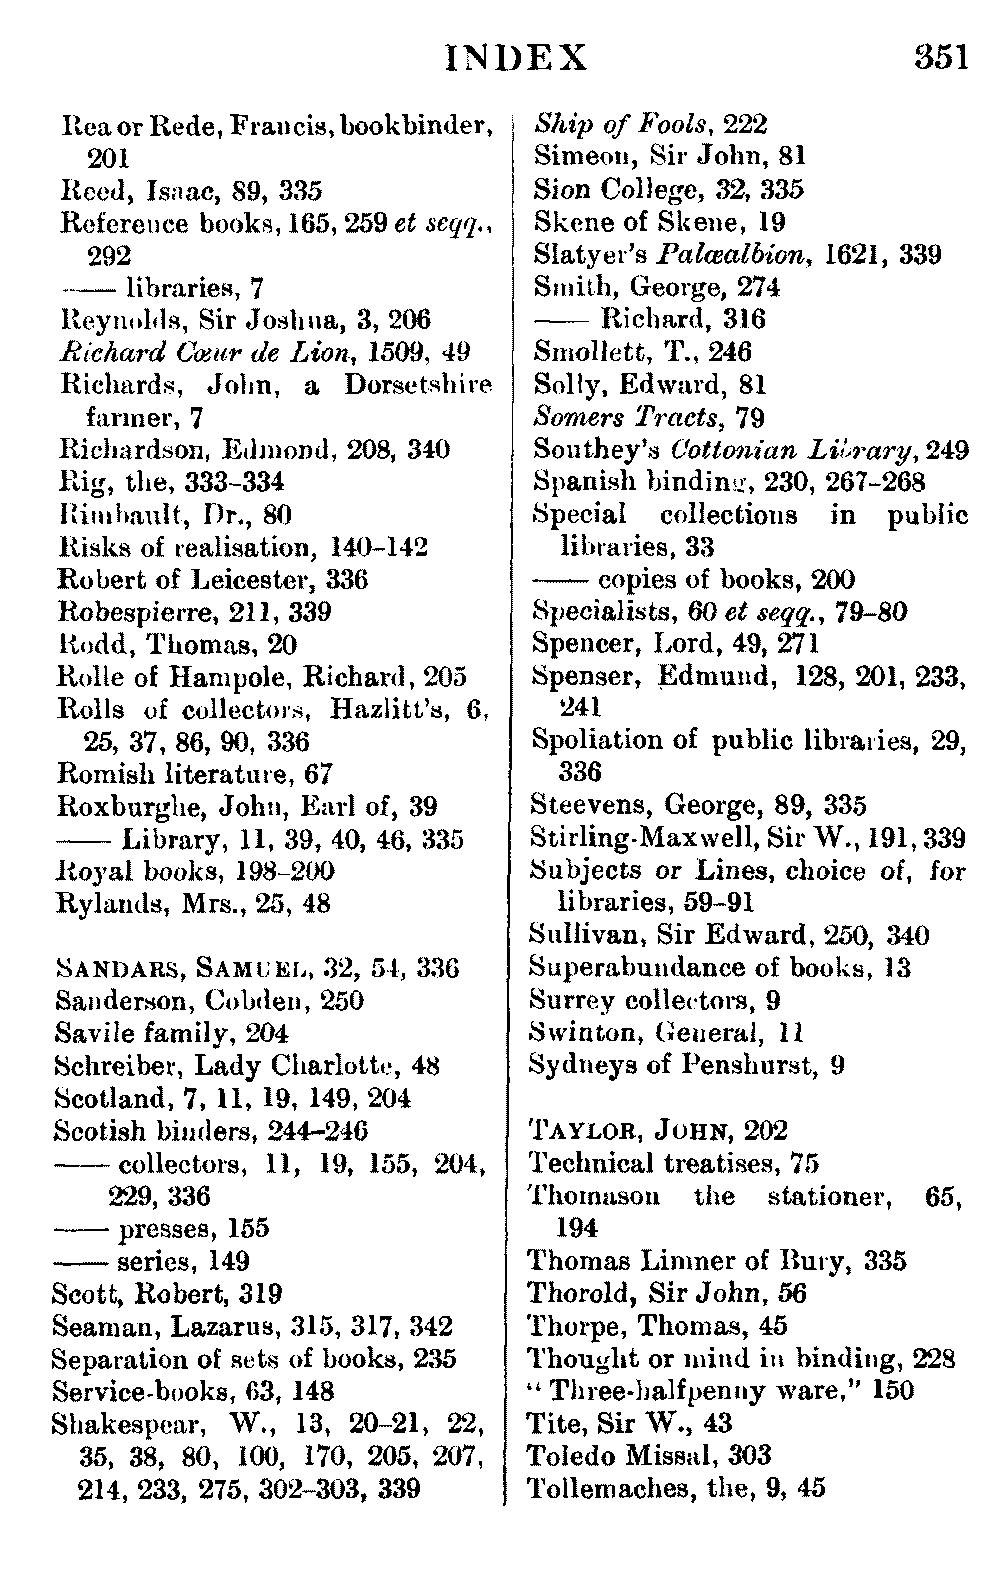 INDEX 351
Rea or Rede, Francis, bookbinder,
201
Reed, Isaac, 89, 335
Reference books, 165, 259 et seqq.,
292
—— libraries, 7
Reynolds, Sir Joshua, 3, 206
Richard Cœur de Lion, 1509, 49
Richards, John, a Dorsetshire
farmer, 7
Richardson, Edmond, 208, 340
Rig, the, 333–334
Rimbault, Dr., 80
Risks of realisation, 140–142
Robert of Leicester, 336
Robespierre, 211, 339
Rodd, Thomas, 20
Rolle of Hampole, Richard, 205
Rolls of collectors, Hazlitt's, 6,
25, 37, 86, 90, 336
Romish literature, 67
Roxburghe, John, Earl of, 39
—— Library, 11, 39, 40, 46, 335
Royal books, 198–200
Rylands, Mrs., 25, 48
SANDARS, SAMUEL, 32, 54, 336
Sanderson, Cobden, 250
Savile family, 204
Schreiber, Lady Charlotte, 48
Scotland, 7, 11, 19, 149, 204
Scotish binders, 244–246
—— collectors, 11, 19, 155, 204,
229, 336
—— presses, 155
—— series, 149
Scott, Robert, 319
Seaman, Lazarus, 315, 317, 342
Separation of sets of books, 235
Service-books, 63, 148
Shakespear, W., 13, 20–21, 22,
35, 38, 80, 100, 170, 205, 207,
214, 233, 275, 302–303, 339
Ship of Fools, 222
Simeon, Sir John, 81
Sion College, 32, 335
Skene of Skene, 19
Slatyer's Palæalbion, 1621, 339
Smith, George, 274
—— Richard, 316
Smollett, T., 246
Solly, Edward, 81
Somers Tracts, 79
Southey's Cottonian Library, 249
Spanish binding, 230, 267–268
Special collections in public
libraries, 33
—— copies of books, 200
Specialists, 60 et seqq., 79–80
Spencer, Lord, 49, 271
Spenser, Edmund, 128, 201, 233,
241
Spoliation of public libraries, 29,
336
Steevens, George, 89, 335
Stirling-Maxwell, Sir W., 191, 339
Subjects or Lines, choice of, for
libraries, 59–91
Sullivan, Sir Edward, 250, 340
Superabundance of books, 13
Surrey collectors, 9
Swinton, General, 11
Sydneys of Penshurst, 9
TAYLOR, JOHN, 202
Technical treatises, 75
Thomason the stationer, 65,
194
Thomas Limner of Bury, 335
Thorold, Sir John, 56
Thorpe, Thomas, 45
Thought or mind in binding, 228
"Three-halfpenny ware," 150
Tite, Sir W., 43
Toledo Missal, 303
Tollemaches, the, 9, 45